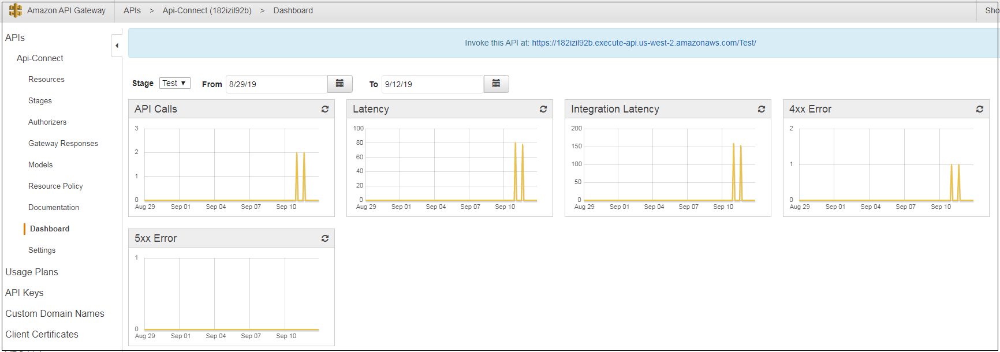 Amazon API Gateway
APIs > Api-Connect (182izil92b) > Dashboard
Sho
APIs
Api-Connect
Resources
Stages
Authorizers
Gateway Responses
Models
Resource Policy
Documentation
Dashboard
Settings
Usage Plans
API Keys
Custom Domain Names
Client Certificates
Invoke this API at: https://182izil92b.execute-api.us-west-2.amazonaws.com/Test/
Stage Test ▼ From 8/29/19 To 9/12/19
API Calls
3
2
1
0
Aug 29 Sep 01 Sep 04 Sep 07 Sep 10
Latency
100
80
60
40
20
0
Aug 29 Sep 01 Sep 04 Sep 07 Sep 10
Integration Latency
200
150
100
50
0
Aug 29 Sep 01 Sep 04 Sep 07 Sep 10
4xx Error
2
1
0
Aug 29 Sep 01 Sep 04 Sep 07 Sep 10
5xx Error
1
0
Aug 29 Sep 01 Sep 04 Sep 07 Sep 10